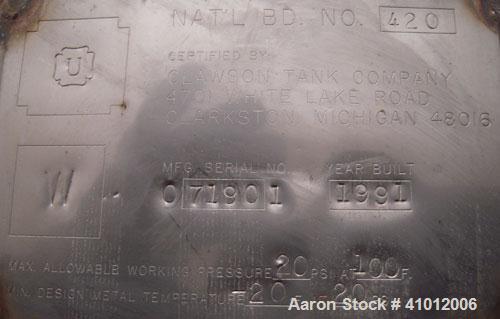 NAT'L BD. NO. 420
U
CERTIFIED BY
CLAWSON TANK COMPANY
4701 WHITE LAKE ROAD
CLARKSTON, MICHIGAN 48016
W
MFG. SERIAL NO. YEAR BUILT
071901 1991
MAX. ALLOWABLE WORKING PRESSURE 20 PSI AT 100 F.
MIN. DESIGN METAL TEMPERATURE -20 20
Aaron Stock # 41012006